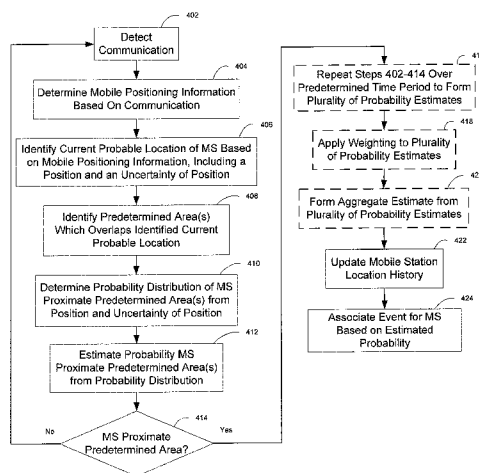 402
Detect
Communication
404
Determine Mobile Positioning Information
Based On Communication
406
Identify Current Probable Location of MS Based
on Mobile Positioning Information, Including a
Position and an Uncertainty of Position
408
Identify Predetermined Area(s)
Which Overlaps Identified Current
Probable Location
410
Determine Probability Distribution of MS
Proximate Predetermined Area(s) from
Position and Uncertainty of Position
412
Estimate Probability MS
Proximate Predetermined Area(s)
from Probability Distribution
414
No
MS Proximate
Predetermined Area?
Yes
41
Repeat Steps 402-414 Over
Predetermined Time Period to Form
Plurality of Probability Estimates
418
Apply Weighting to Plurality
of Probability Estimates
42
Form Aggregate Estimate from
Plurality of Probability Estimates
422
Update Mobile Station
Location History
424
Associate Event for MS
Based on Estimated
Probability